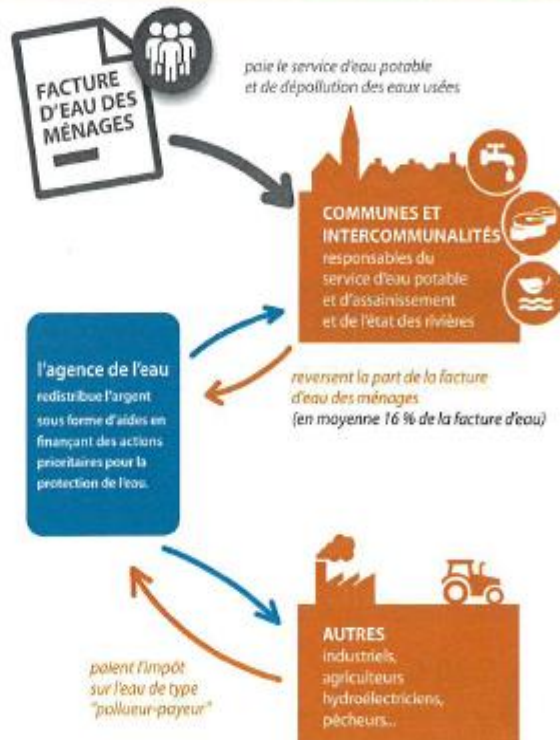 FACTURE
D'EAU DES
MÉNAGES
paie le service d'eau potable
et de dépollution des eaux usées
COMMUNES ET
INTERCOMMUNALITÉS
responsables du
service d'eau potable
et d'assainissement
et de l'état des rivières
l'agence de l'eau
redistribue l'argent
sous forme d'aides en
finançant des actions
prioritaires pour la
protection de l'eau.
reversent la part de la facture
d'eau des ménages
(en moyenne 16 % de la facture d'eau)
AUTRES
industriels,
agriculteurs
hydroélectriciens,
pêcheurs...
paient l'impôt
sur l'eau de type
"pollueur-payeur"